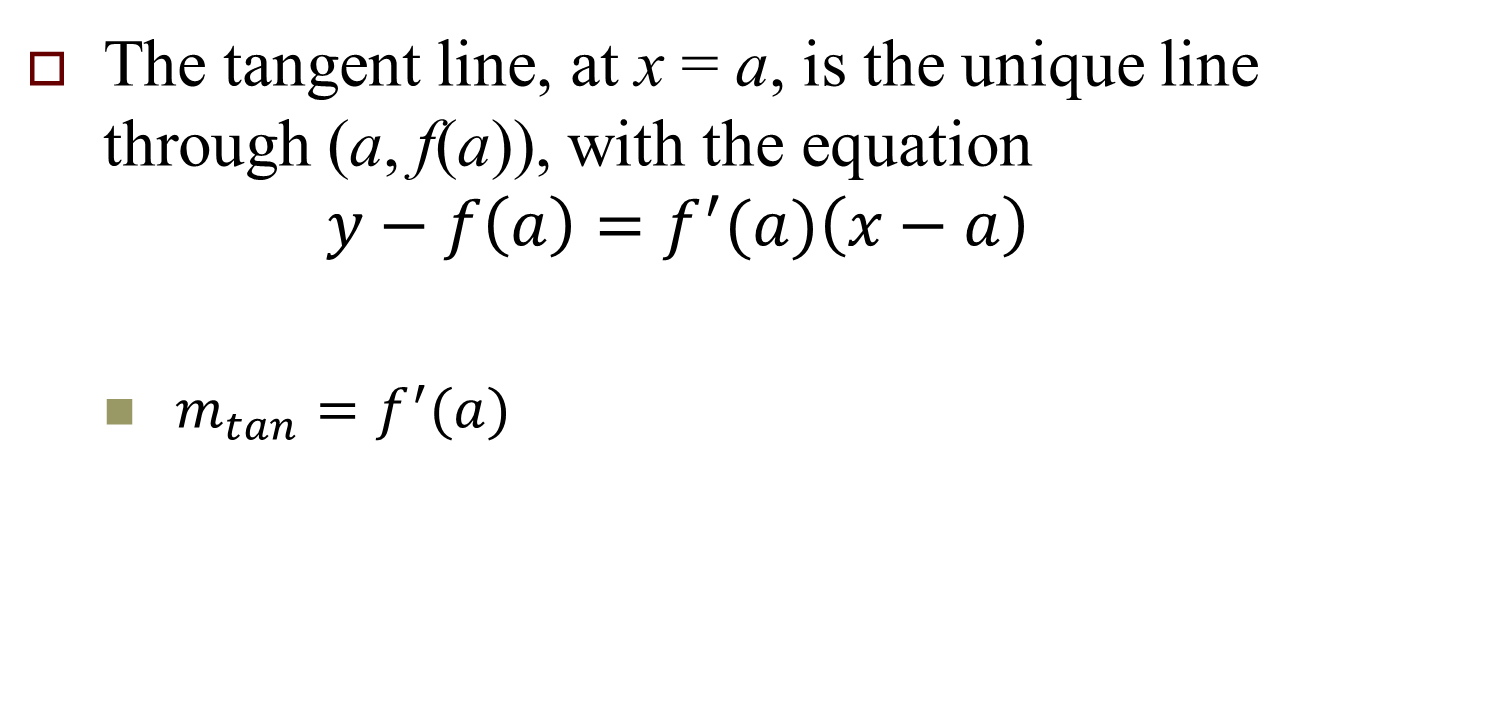 The tangent line, at x = a, is the unique line
through (a, f(a)), with the equation
y − f(a) = f′(a)(x − a)
m_tan = f′(a)